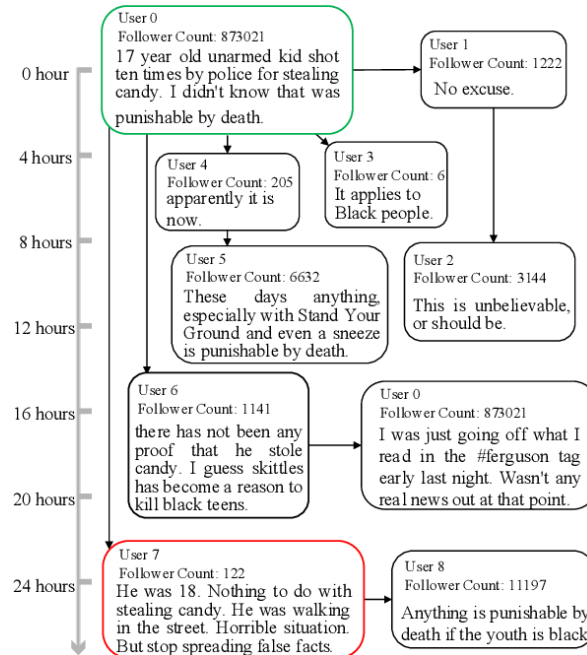 User 0
Follower Count: 873021
17 year old unarmed kid shot
ten times by police for stealing
candy. I didn't know that was
punishable by death.
User 1
Follower Count: 1222
No excuse.
0 hour
4 hours
User 4
Follower Count: 205
apparently it is
now.
User 3
Follower Count: 6
It applies to
Black people.
8 hours
User 5
Follower Count: 6632
These days anything,
especially with Stand Your
Ground and even a sneeze
is punishable by death.
User 2
Follower Count: 3144
This is unbelievable,
or should be.
12 hours
User 6
Follower Count: 1141
there has not been any
proof that he stole
candy. I guess skittles
has become a reason to
kill black teens.
User 0
Follower Count: 873021
I was just going off what I
read in the #ferguson tag
early last night. Wasn't any
real news out at that point.
16 hours
20 hours
User 7
Follower Count: 122
He was 18. Nothing to do with
stealing candy. He was walking
in the street. Horrible situation.
But stop spreading false facts.
User 8
Follower Count: 11197
Anything is punishable by
death if the youth is black
24 hours